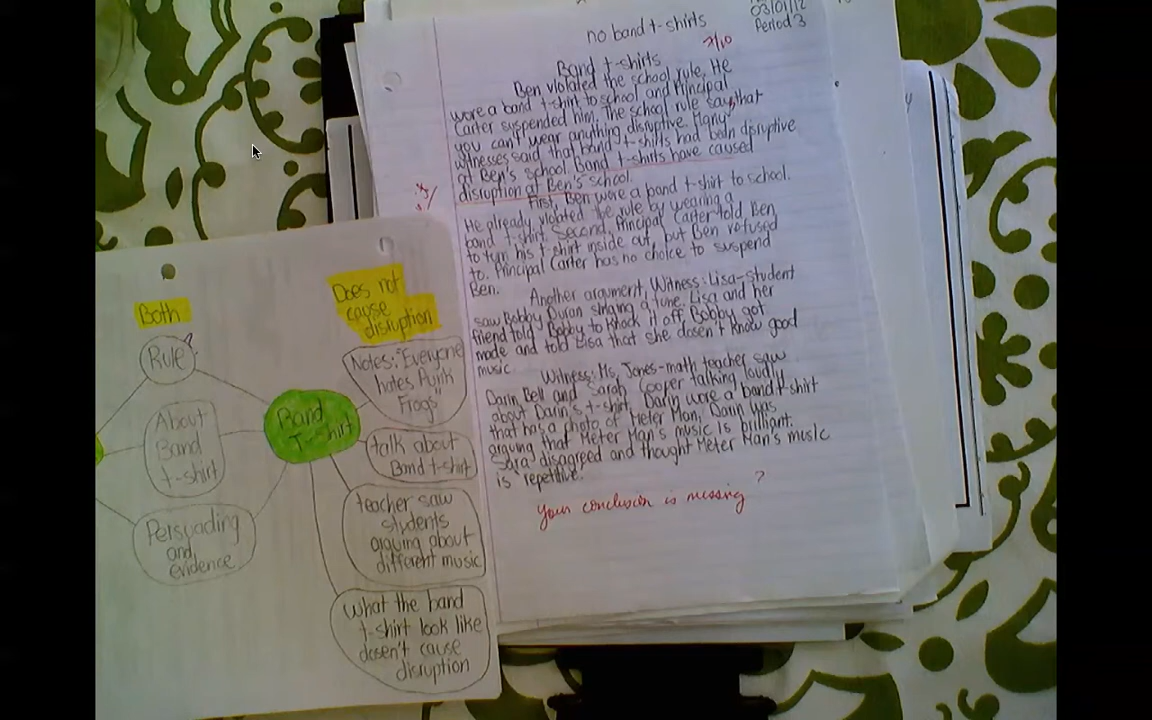 no band t-shirts
03/01/12
Period 3
Band t-shirts
Ben violated the school rule. He
wore a band t-shirt to school and Principal
Carter suspended him. The school rule say that
you can't wear anything disruptive. Many
witnesses said that band t-shirts had been disruptive
at Ben's school. Band t-shirts have caused
disruption at Ben's school.
First, Ben wore a band t-shirt to school.
He already violated the rule by wearing a
band t-shirt. Second, Principal Carter told Ben
to turn his t-shirt inside out, but Ben refused
to. Principal Carter has no choice to suspend
Ben.
Another argument, Witness: Lisa-student
saw Bobby Duran singing a tune. Lisa and her
friend told Bobby to knock it off. Bobby got
made and told Lisa that she dosen't know good
music.
Witness: Ms. Jones-math teacher saw
Darin Bell and Sarah Cooper talking loudly
about Darin's t-shirt. Darin wore a band t-shirt
that has a photo of Meter Man. Darin was
arguing that Meter Man's music is brilliant.
Sara disagreed and thought Meter Man's music
is repetitive.
?
Your conclusion is missing
Both
Rule
?
About
Band
t-shirt
Persuading
and
evidence
Band
T-Shirt
Does not
cause
disruption
Notes: "Everyone
hates Punk
Frogs"
talk about
Band t-shirt
teacher saw
students
arguing about
different music
what the band
t-shirt look like
dosen't cause
disruption